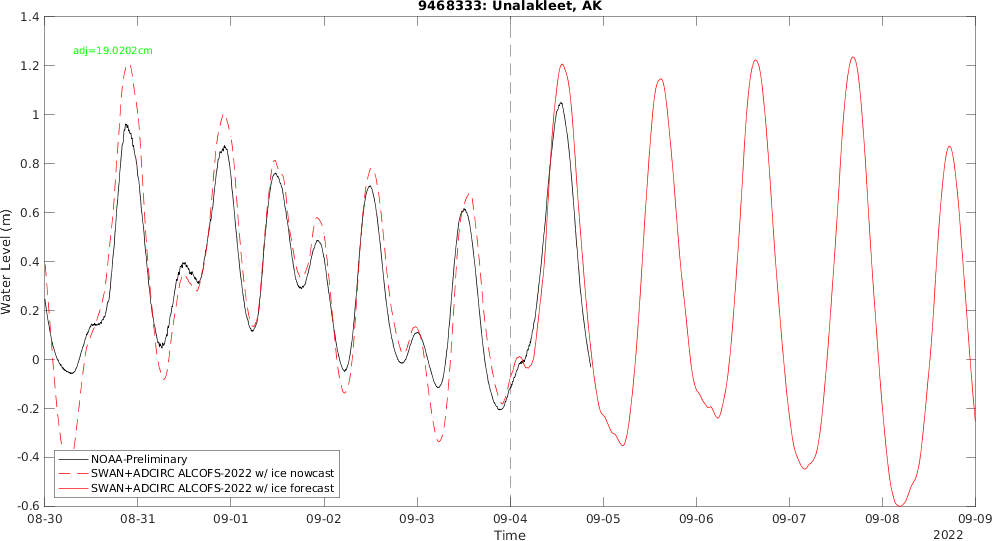 9468333: Unalakleet, AK
adj=19.0202cm
1.4
1.2
1
0.8
0.6
0.4
0.2
0
-0.2
-0.4
-0.6
Water Level (m)
NOAA-Preliminary
SWAN+ADCIRC ALCOFS-2022 w/ ice nowcast
SWAN+ADCIRC ALCOFS-2022 w/ ice forecast
08-30 08-31 09-01 09-02 09-03 09-04 09-05 09-06 09-07 09-08 09-09
Time
2022